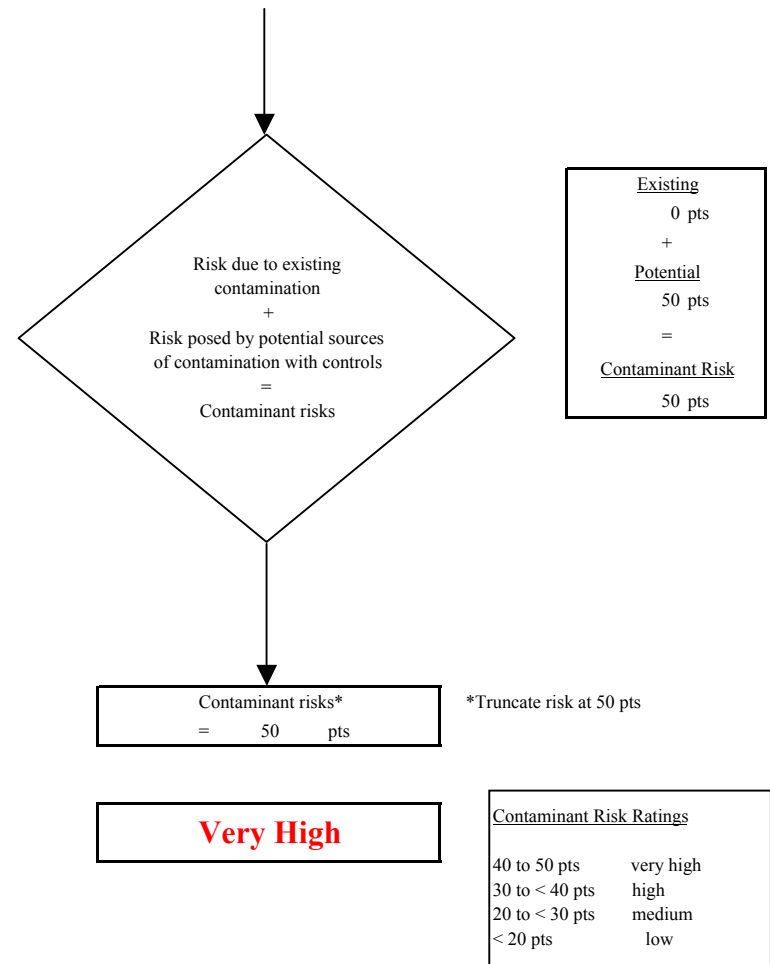 Risk due to existing
contamination
+
Risk posed by potential sources
of contamination with controls
=
Contaminant risks
Existing
0 pts
+
Potential
50 pts
=
Contaminant Risk
50 pts
Contaminant risks*
= 50 pts
*Truncate risk at 50 pts
Very High
Contaminant Risk Ratings
40 to 50 pts very high
30 to < 40 pts high
20 to < 30 pts medium
< 20 pts low